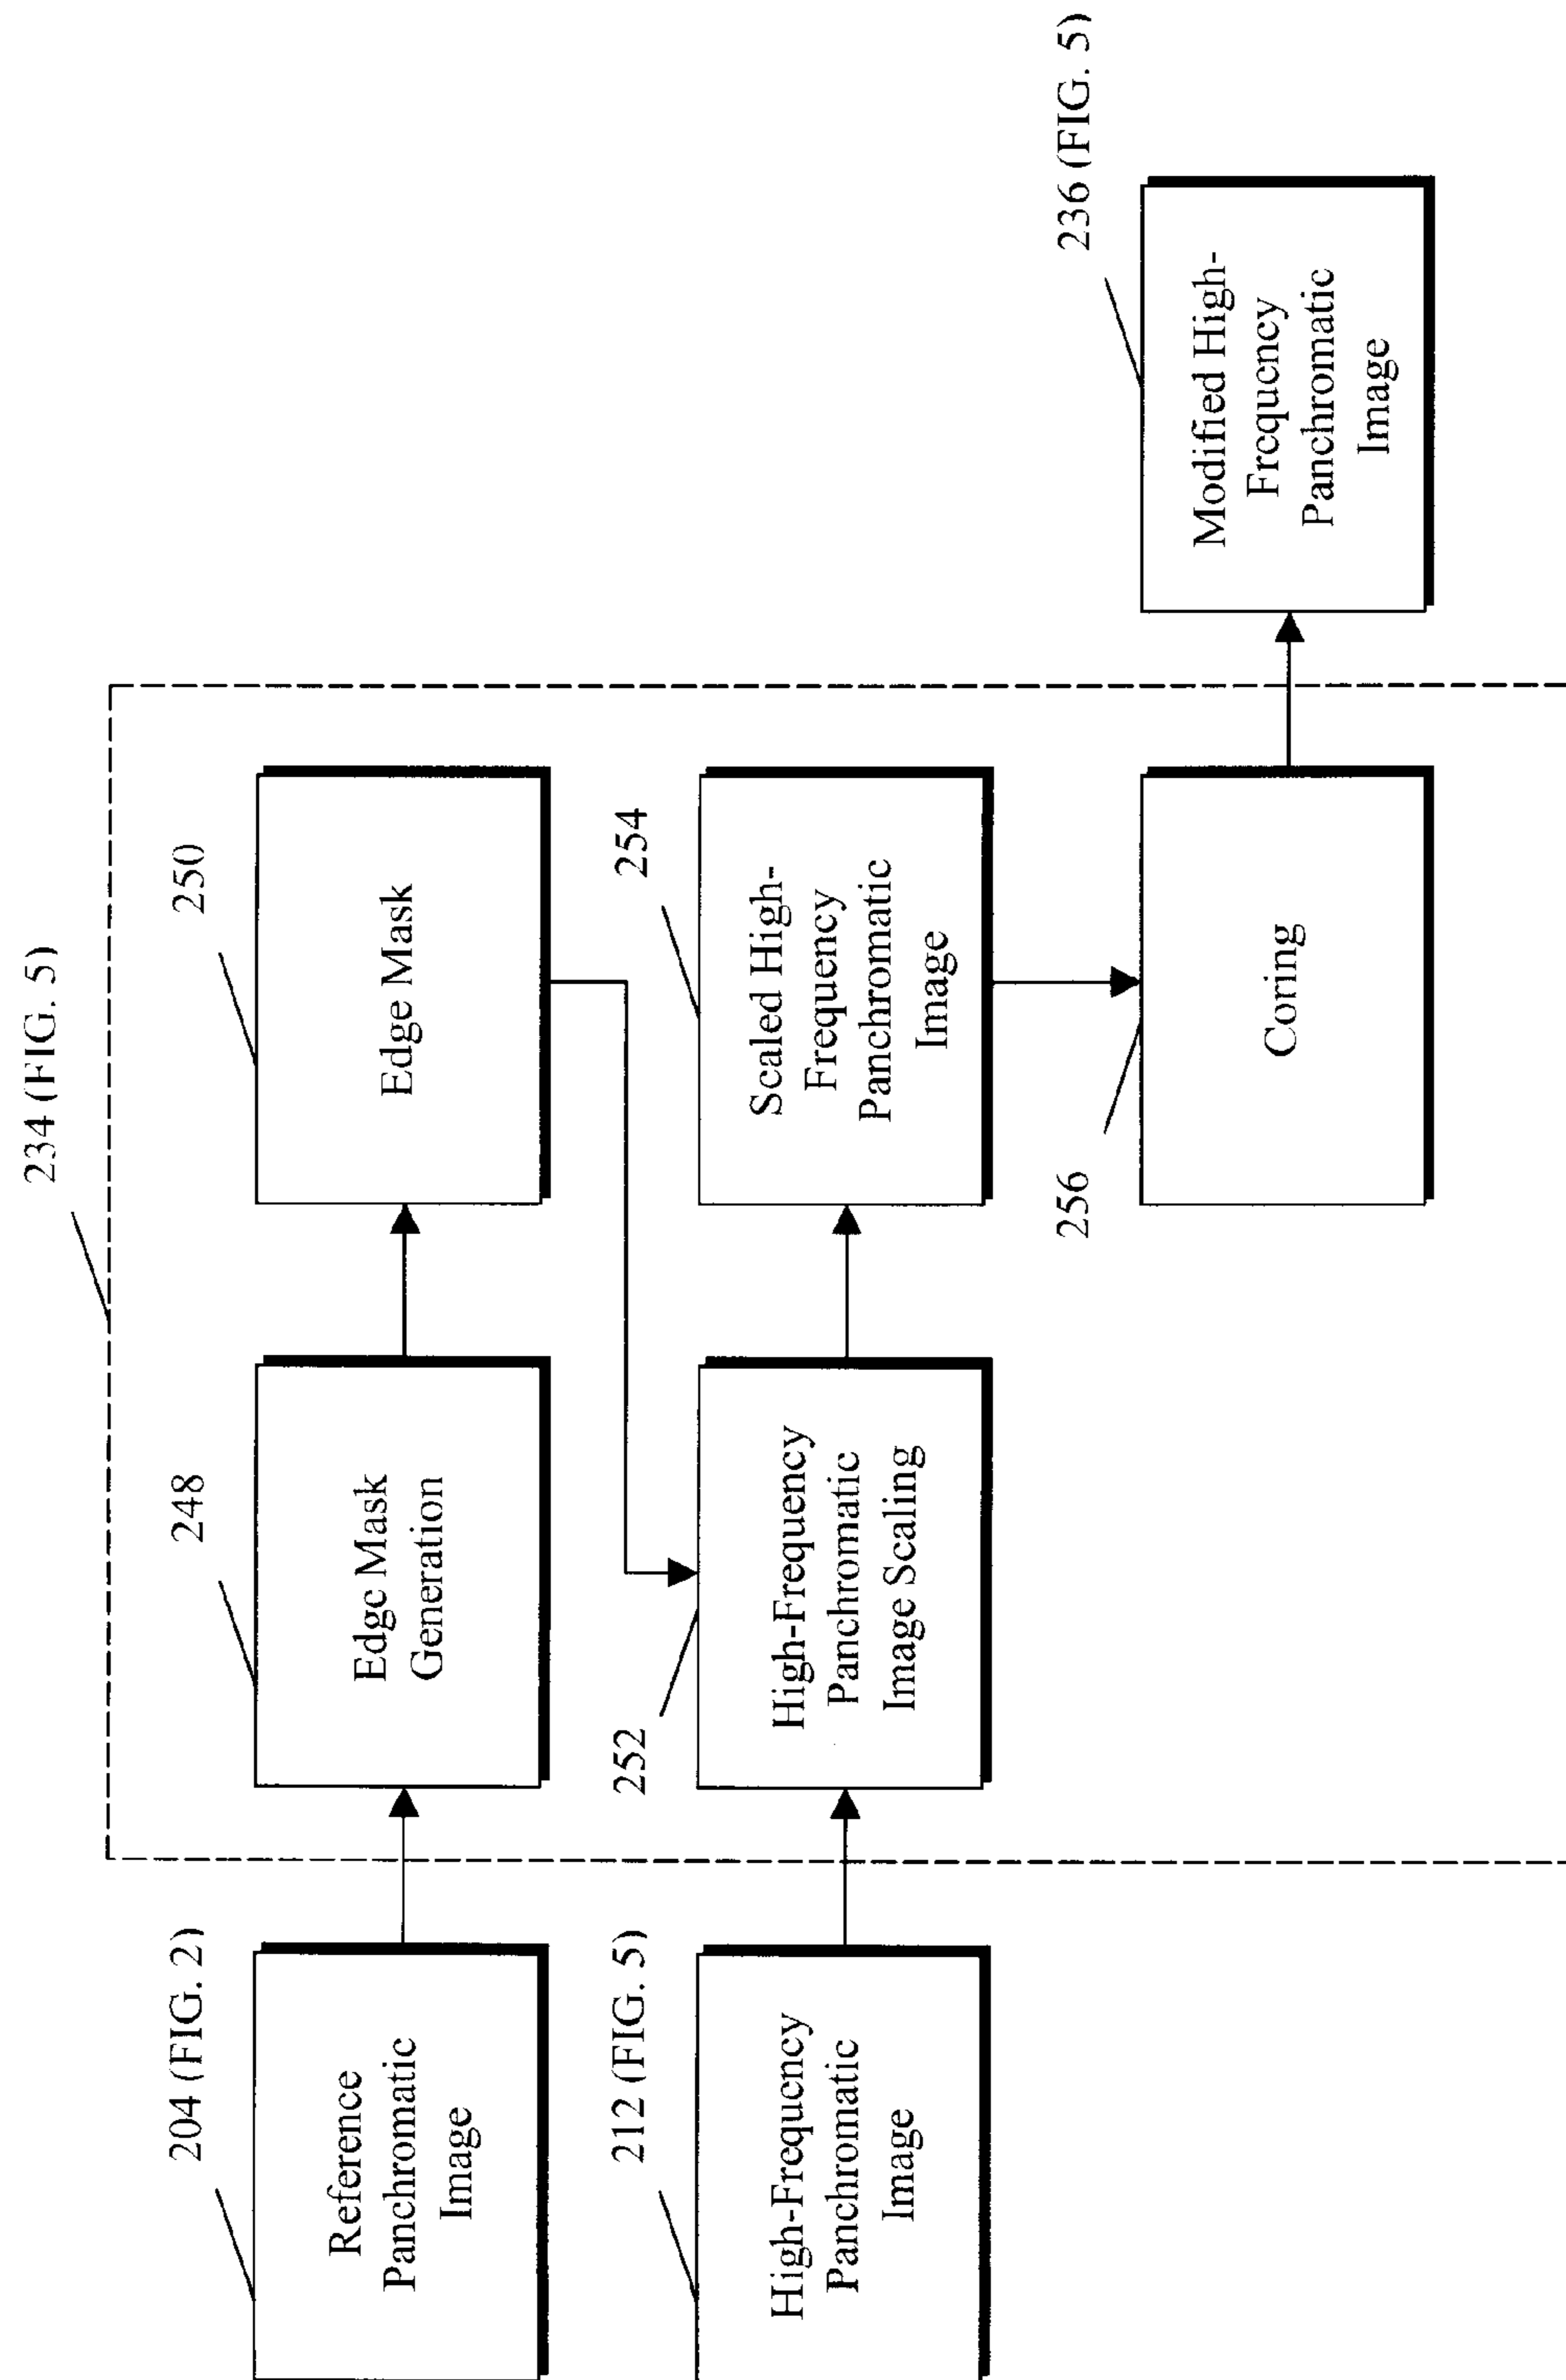 234 (FIG. 5)
204 (FIG. 2)
Reference
Panchromatic
Image
248
Edge Mask
Generation
250
Edge Mask
212 (FIG. 5)
High-Frequency
Panchromatic
Image
252
High-Frequency
Panchromatic
Image Scaling
254
Scaled High-
Frequency
Panchromatic
Image
256
Coring
236 (FIG. 5)
Modified High-
Frequency
Panchromatic
Image